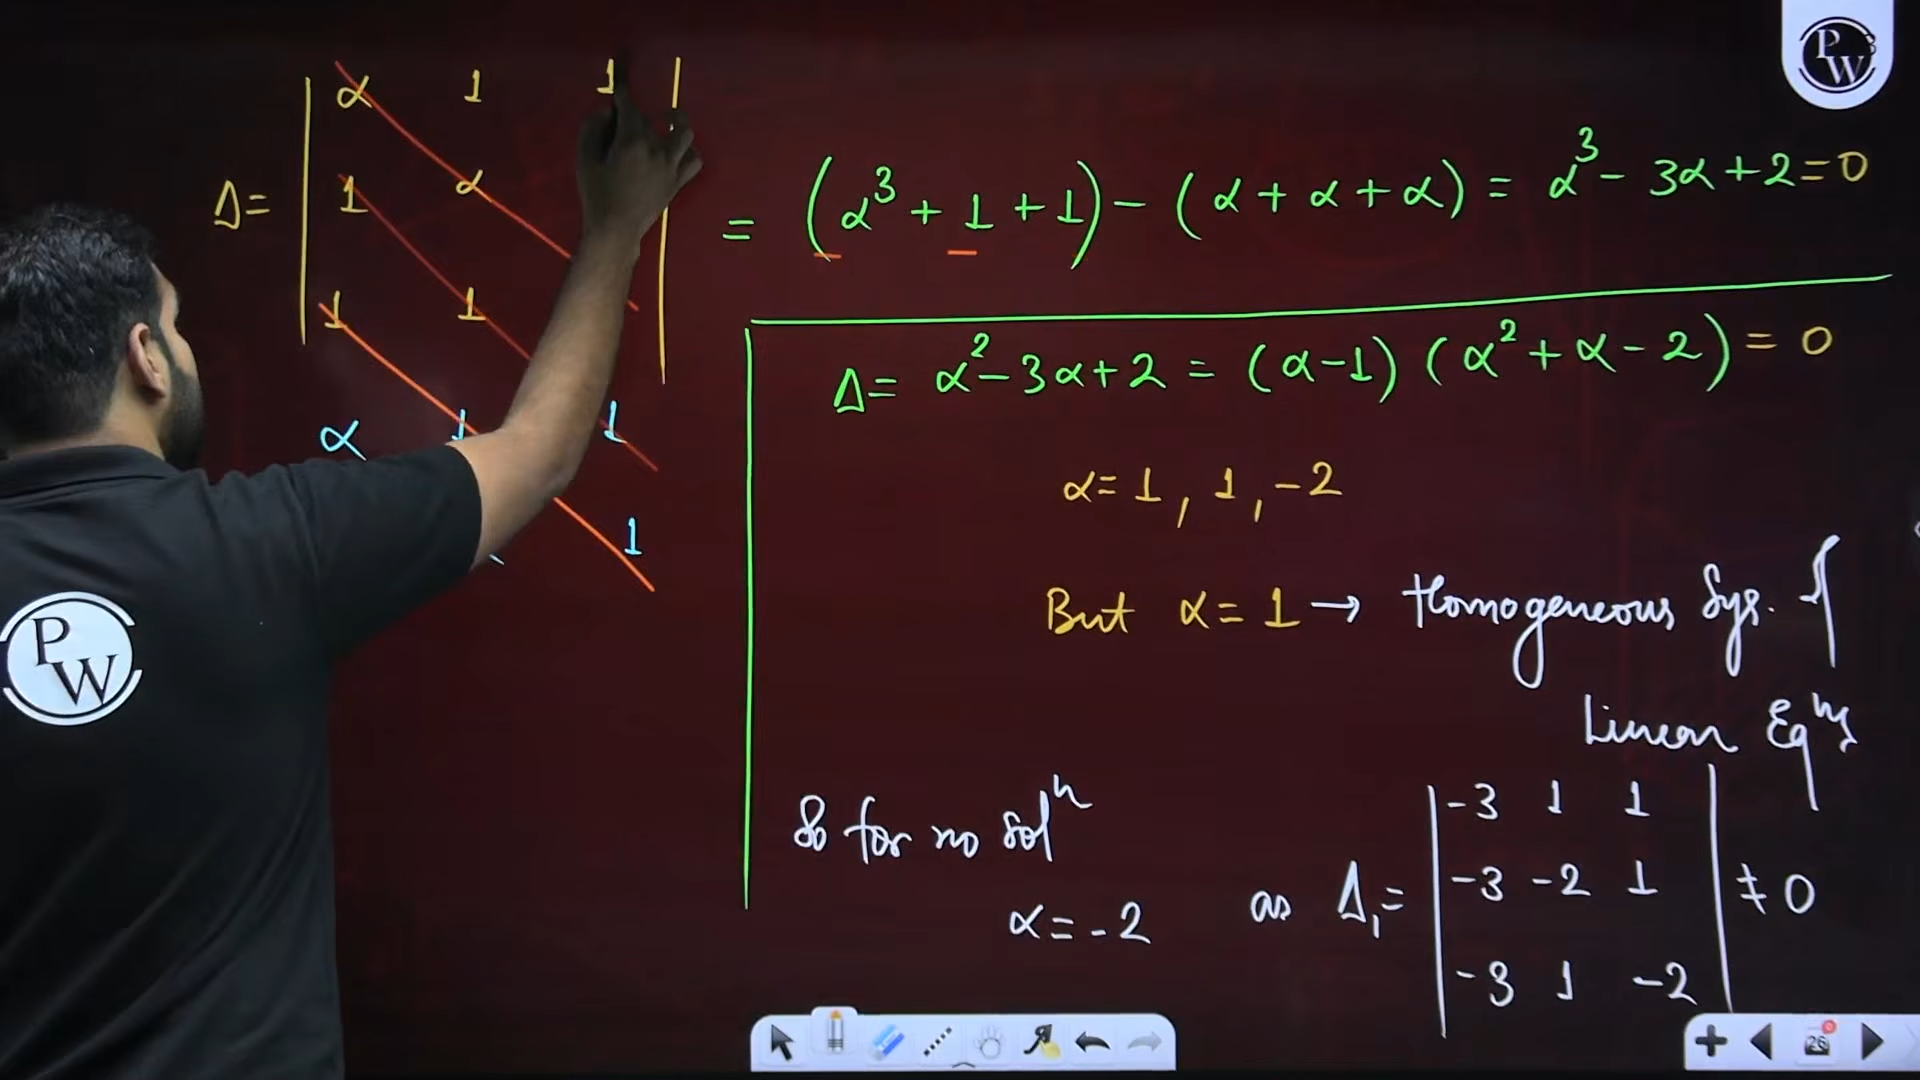 PW
α 1 1
Δ= 1 α
1 1
= (α³ + 1 + 1) - (α + α + α) = α³ - 3α + 2 = 0
Δ= α² - 3α + 2 = (α-1) (α² + α - 2) = 0
α 1 1
1
α = 1, 1, -2
But α = 1 → Homogeneous Sys. of
Linear Eqⁿs
So for no solⁿ
α = -2
as Δ₁ = ≠ 0
-3 1 1
-3 -2 1
-3 1 -2
PW
26